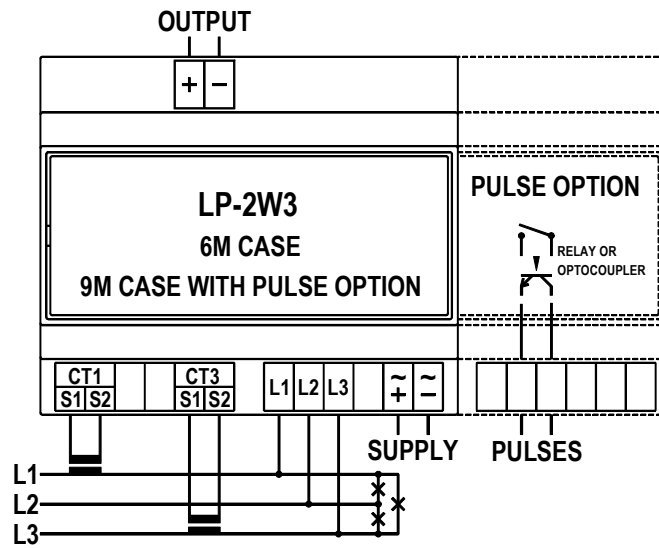 OUTPUT
+ −
LP-2W3
6M CASE
9M CASE WITH PULSE OPTION
PULSE OPTION
RELAY OR
OPTOCOUPLER
CT1 CT3 L1 L2 L3 ~ ~
S1 S2 S1 S2 + −
SUPPLY PULSES
L1
L2
L3